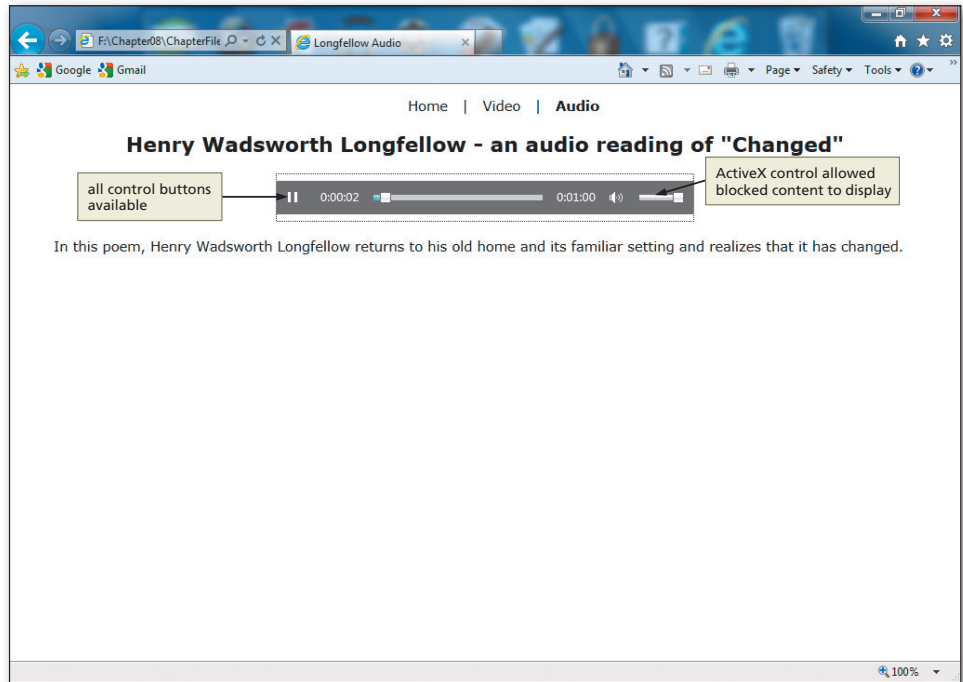 F:\Chapter08\ChapterFile
Longfellow Audio
Google Gmail
Page Safety Tools
Home | Video | Audio
Henry Wadsworth Longfellow - an audio reading of "Changed"
all control buttons
available
0:00:02 0:01:00
ActiveX control allowed
blocked content to display
In this poem, Henry Wadsworth Longfellow returns to his old home and its familiar setting and realizes that it has changed.
100%